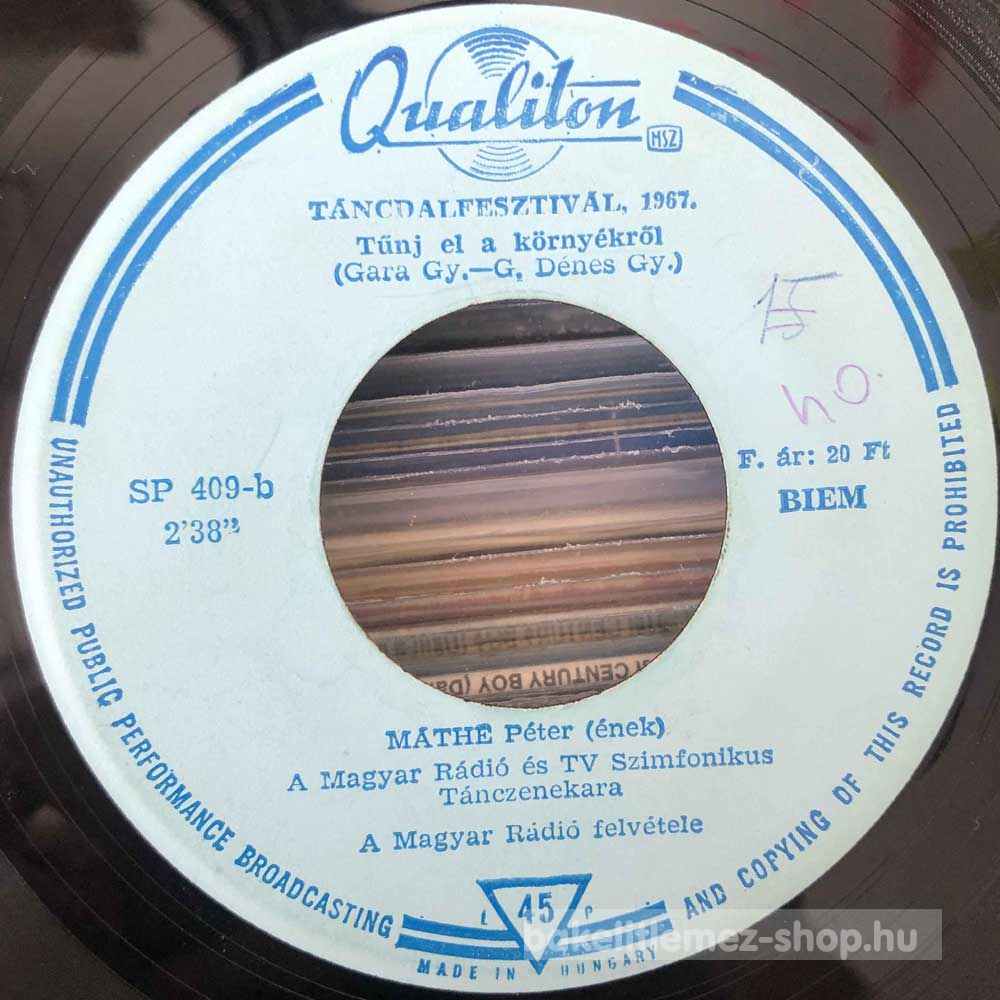 Qualiton
MSZ
TÁNCDALFESZTIVÁL, 1967.
Tűnj el a környékről
(Gara Gy.—G. Dénes Gy.)
15
40.
SP 409-b
2'38"
F. ár: 20 Ft
BIEM
CENTURY BOY
MÁTHÉ Péter (ének)
A Magyar Rádió és TV Szimfonikus
Tánczenekara
A Magyar Rádió felvétele
UNAUTHORIZED PUBLIC PERFORMANCE BROADCASTING AND COPYING OF THIS RECORD IS PROHIBITED
L 45 P
MADE IN HUNGARY
bakelitlemez-shop.hu